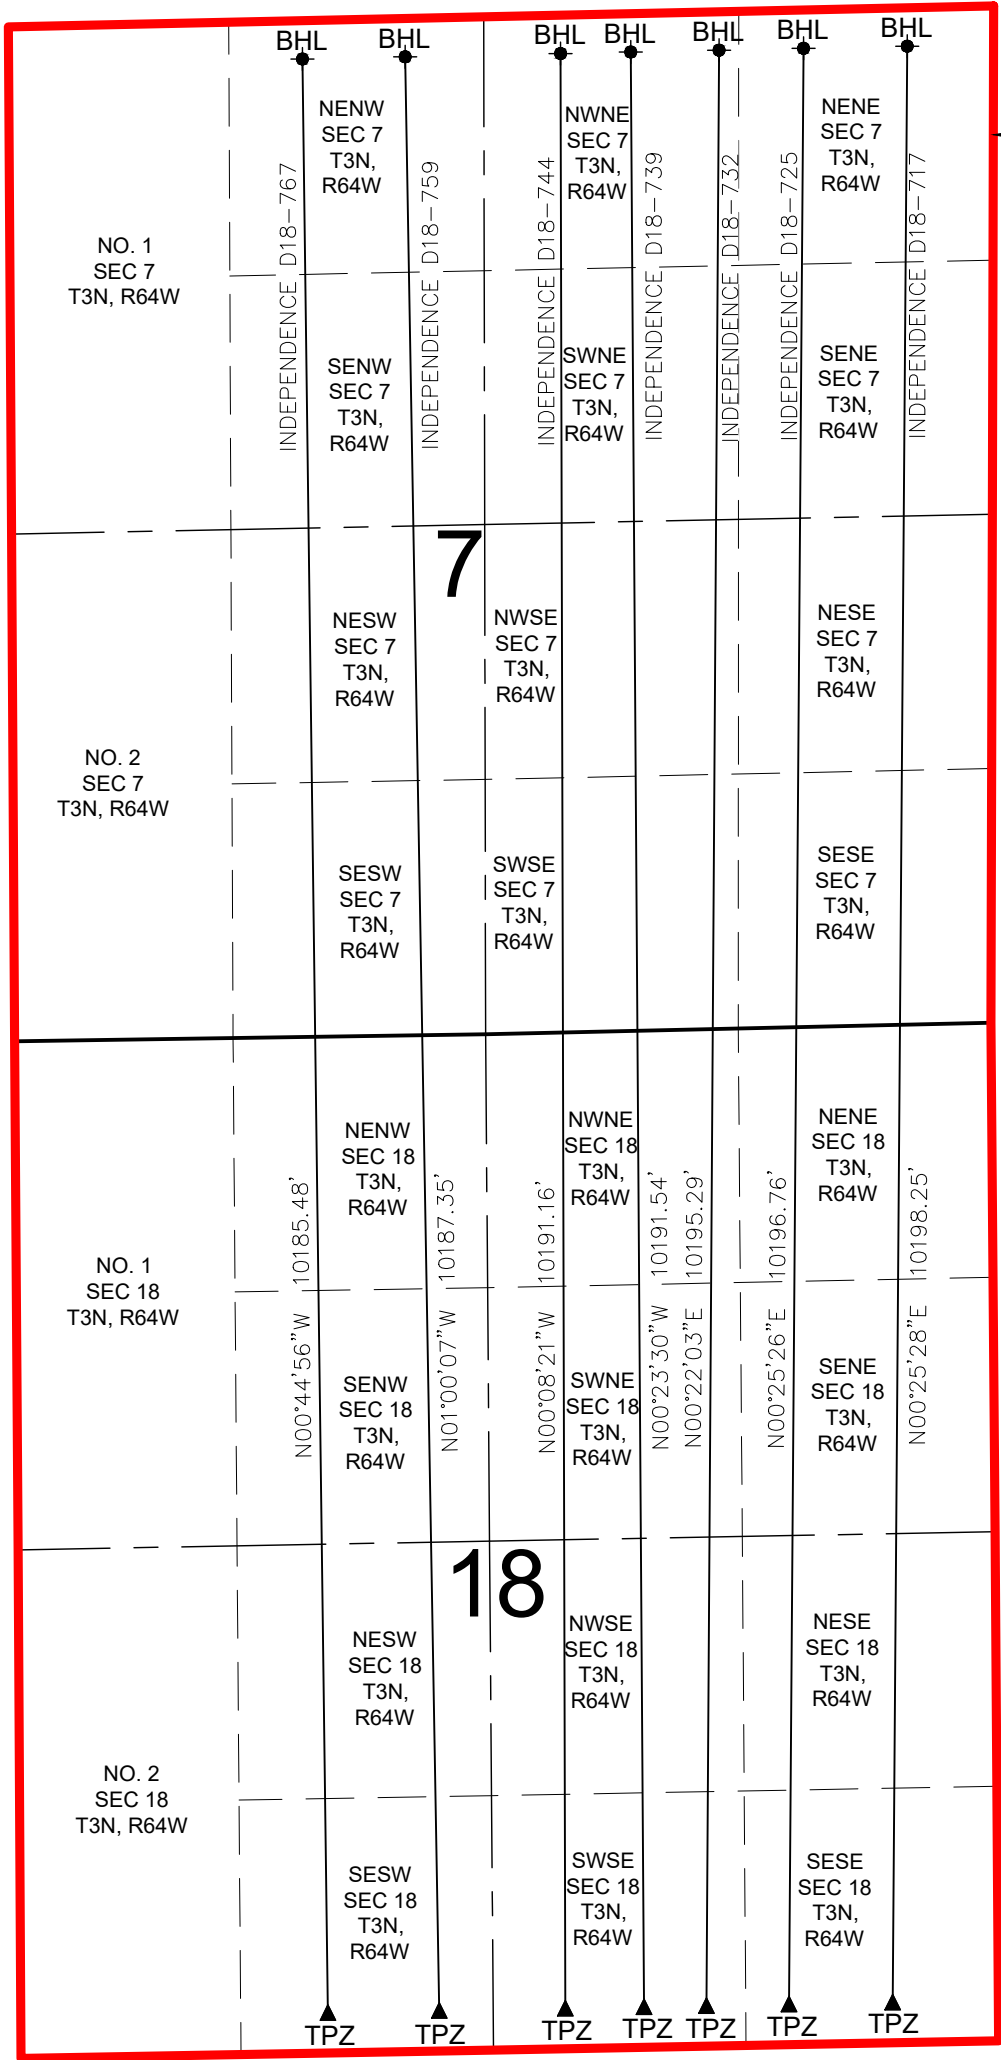 BHL
BHL
BHL
BHL
BHL
BHL
BHL
NENW
SEC 7
T3N,
R64W
NWNE
SEC 7
T3N,
R64W
NENE
SEC 7
T3N,
R64W
INDEPENDENCE D18-767
INDEPENDENCE D18-759
INDEPENDENCE D18-744
INDEPENDENCE D18-739
INDEPENDENCE D18-732
INDEPENDENCE D18-725
INDEPENDENCE D18-717
NO. 1
SEC 7
T3N, R64W
SENW
SEC 7
T3N,
R64W
SWNE
SEC 7
T3N,
R64W
SENE
SEC 7
T3N,
R64W
7
NESW
SEC 7
T3N,
R64W
NWSE
SEC 7
T3N,
R64W
NESE
SEC 7
T3N,
R64W
NO. 2
SEC 7
T3N, R64W
SESW
SEC 7
T3N,
R64W
SWSE
SEC 7
T3N,
R64W
SESE
SEC 7
T3N,
R64W
NENW
SEC 18
T3N,
R64W
NWNE
SEC 18
T3N,
R64W
NENE
SEC 18
T3N,
R64W
N00°44'56"W 10185.48'
N01°00'07"W 10187.35'
N00°08'21"W 10191.16'
N00°23'30"W 10191.54'
N00°22'03"E 10195.29'
N00°25'26"E 10196.76'
N00°25'28"E 10198.25'
NO. 1
SEC 18
T3N, R64W
SENW
SEC 18
T3N,
R64W
SWNE
SEC 18
T3N,
R64W
SENE
SEC 18
T3N,
R64W
18
NESW
SEC 18
T3N,
R64W
NWSE
SEC 18
T3N,
R64W
NESE
SEC 18
T3N,
R64W
NO. 2
SEC 18
T3N, R64W
SESW
SEC 18
T3N,
R64W
SWSE
SEC 18
T3N,
R64W
SESE
SEC 18
T3N,
R64W
TPZ
TPZ
TPZ
TPZ
TPZ
TPZ
TPZ